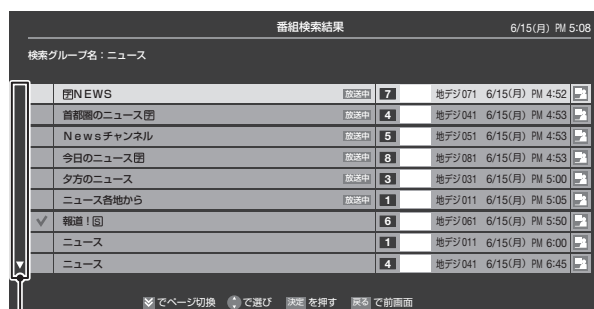 番組検索結果 6/15(月) PM 5:08
検索グループ名：ニュース
字NEWS 放送中 7 地デジ071 6/15(月) PM 4:52
首都圏のニュース字 放送中 4 地デジ041 6/15(月) PM 4:53
Newsチャンネル 放送中 5 地デジ051 6/15(月) PM 4:53
今日のニュース字 放送中 8 地デジ081 6/15(月) PM 4:53
夕方のニュース 放送中 3 地デジ031 6/15(月) PM 5:00
ニュース各地から 放送中 1 地デジ011 6/15(月) PM 5:05
報道！S 6 地デジ061 6/15(月) PM 5:50
ニュース 1 地デジ011 6/15(月) PM 6:00
ニュース 4 地デジ041 6/15(月) PM 6:45
でページ切換 で選び 決定 を押す 戻る で前画面